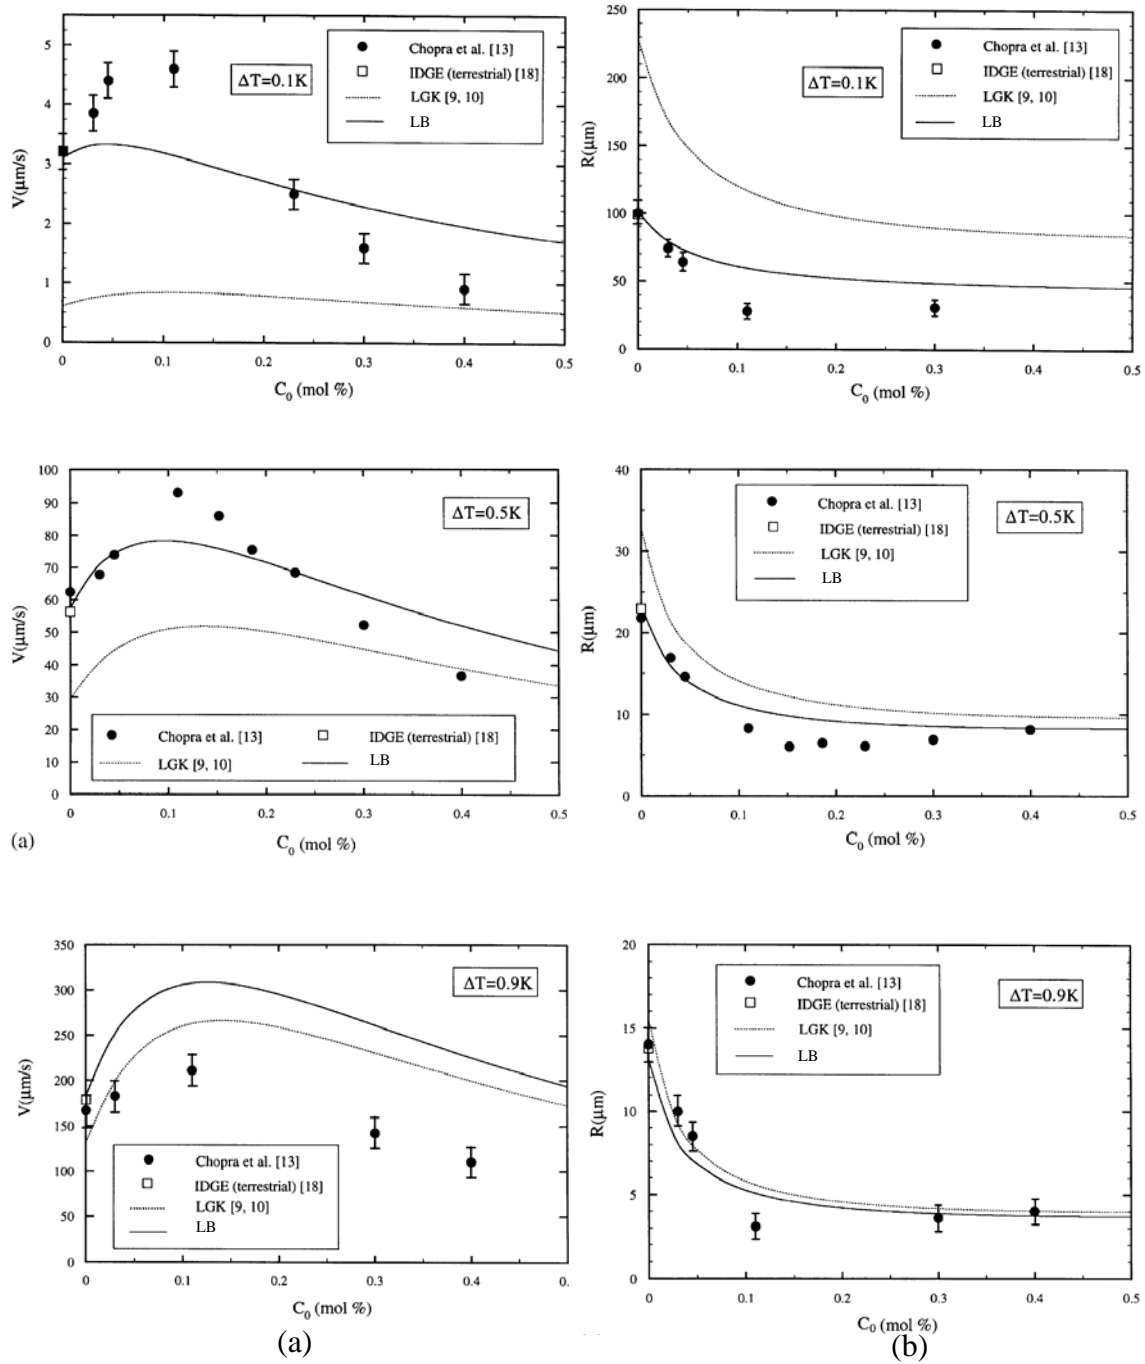 5
4
3
2
1
0
V(μm/s)
ΔT=0.1K
Chopra et al. [13]
IDGE (terrestrial) [18]
LGK [9, 10]
LB
0 0.1 0.2 0.3 0.4 0.5
C0 (mol %)
250
200
150
100
50
0
R(μm)
ΔT=0.1K
Chopra et al. [13]
IDGE (terrestrial) [18]
LGK [9, 10]
LB
0 0.1 0.2 0.3 0.4 0.5
C0 (mol %)
100
90
80
70
60
50
40
30
20
10
0
V(μm/s)
ΔT=0.5K
Chopra et al. [13] IDGE (terrestrial) [18]
LGK [9, 10] LB
0 0.1 0.2 0.3 0.4 0.5
C0 (mol %)
(a)
40
30
20
10
0
R(μm)
Chopra et al. [13]
IDGE (terrestrial) [18]
LGK [9, 10]
LB
ΔT=0.5K
0 0.1 0.2 0.3 0.4 0.5
C0 (mol %)
350
300
250
200
150
100
50
0
V(μm/s)
ΔT=0.9K
Chopra et al. [13]
IDGE (terrestrial) [18]
LGK [9, 10]
LB
0 0.1 0.2 0.3 0.4 0.
C0 (mol %)
(a)
20
15
10
5
0
R(μm)
Chopra et al. [13]
IDGE (terrestrial) [18]
LGK [9, 10]
LB
ΔT=0.9K
0 0.1 0.2 0.3 0.4 0.5
C0 (mol %)
(b)